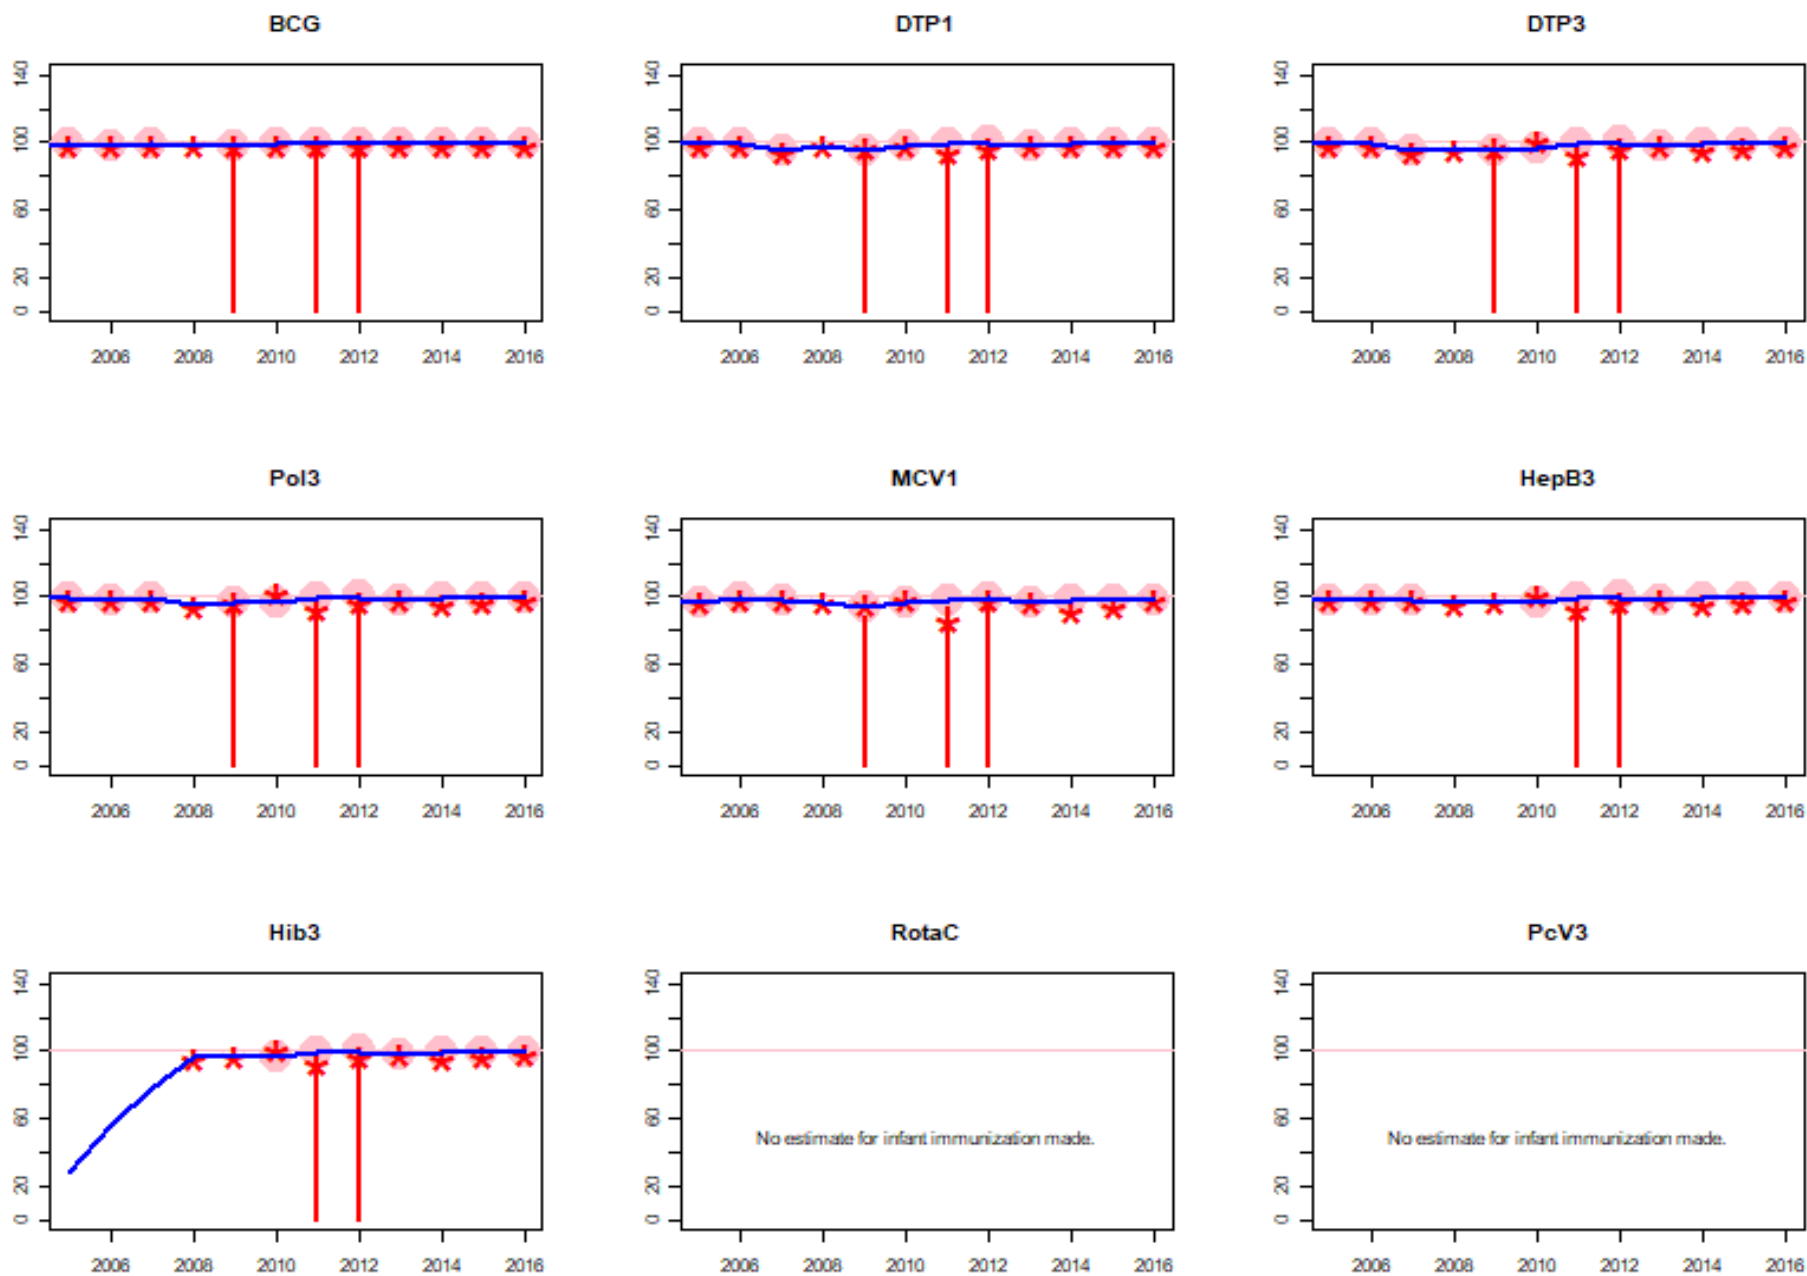 BCG DTP1 DTP3
140 140 140
100 100 100
60 60 60
20 20 20
0 0 0
2006 2008 2010 2012 2014 2016 2006 2008 2010 2012 2014 2016 2006 2008 2010 2012 2014 2016
Pol3 MCV1 HepB3
140 140 140
100 100 100
60 60 60
20 20 20
0 0 0
2006 2008 2010 2012 2014 2016 2006 2008 2010 2012 2014 2016 2006 2008 2010 2012 2014 2016
Hib3 RotaC PcV3
140 140 140
100 100 100
60 60 60
No estimate for infant immunization made. No estimate for infant immunization made.
20 20 20
0 0 0
2006 2008 2010 2012 2014 2016 2006 2008 2010 2012 2014 2016 2006 2008 2010 2012 2014 2016